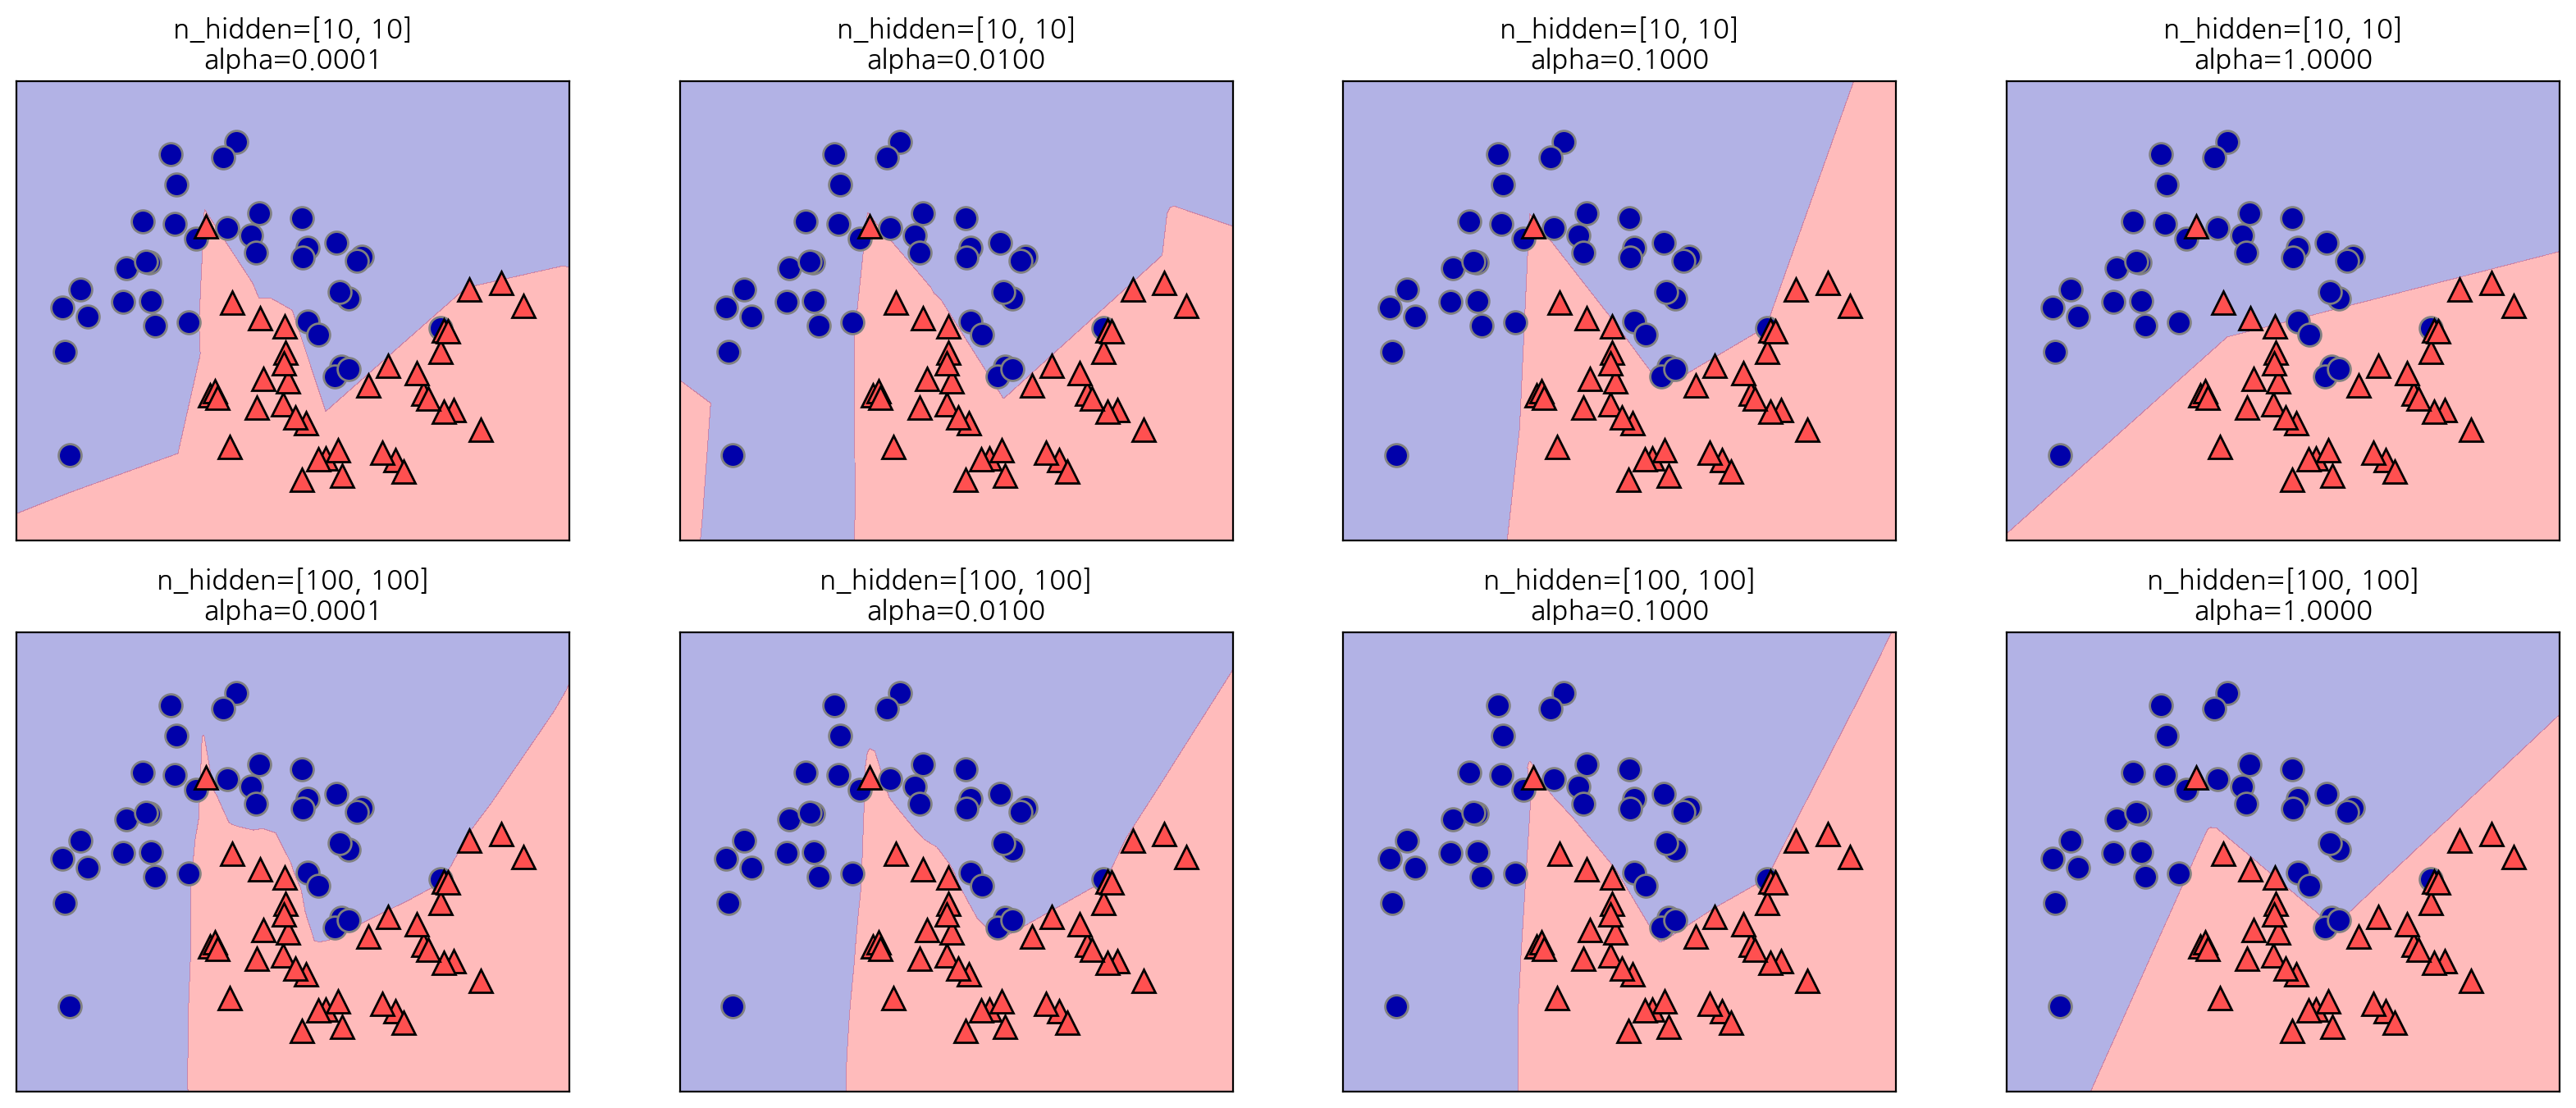 n_hidden=[10, 10]
alpha=0.0001
n_hidden=[10, 10]
alpha=0.0100
n_hidden=[10, 10]
alpha=0.1000
n_hidden=[10, 10]
alpha=1.0000
n_hidden=[100, 100]
alpha=0.0001
n_hidden=[100, 100]
alpha=0.0100
n_hidden=[100, 100]
alpha=0.1000
n_hidden=[100, 100]
alpha=1.0000